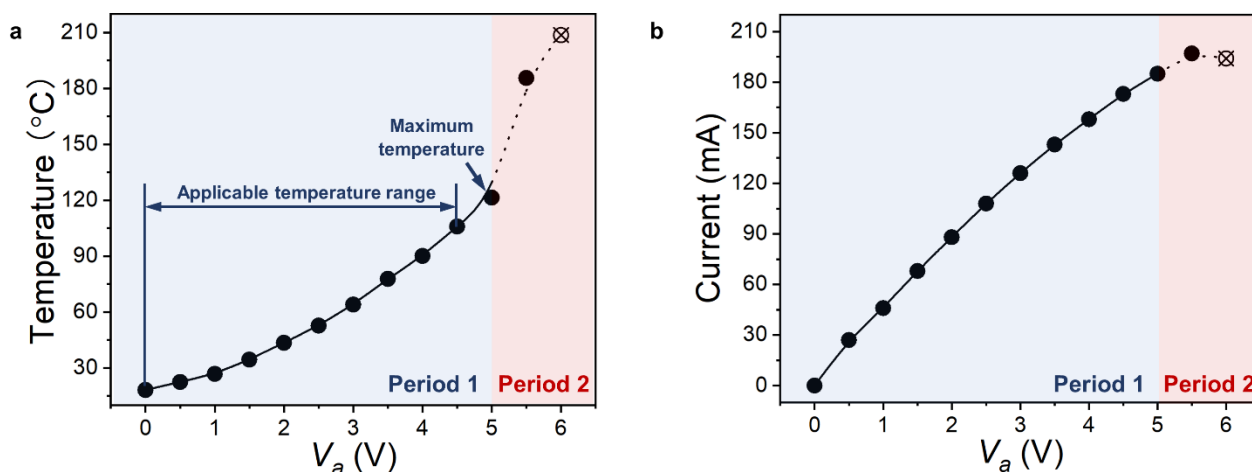 a
210
180
150
120
90
60
30
Temperature (°C)
Maximum
temperature
Applicable temperature range
Period 1
Period 2
0
1
2
3
4
5
6
Va (V)
b
210
180
150
120
90
60
30
0
Current (mA)
Period 1
Period 2
0
1
2
3
4
5
6
Va (V)